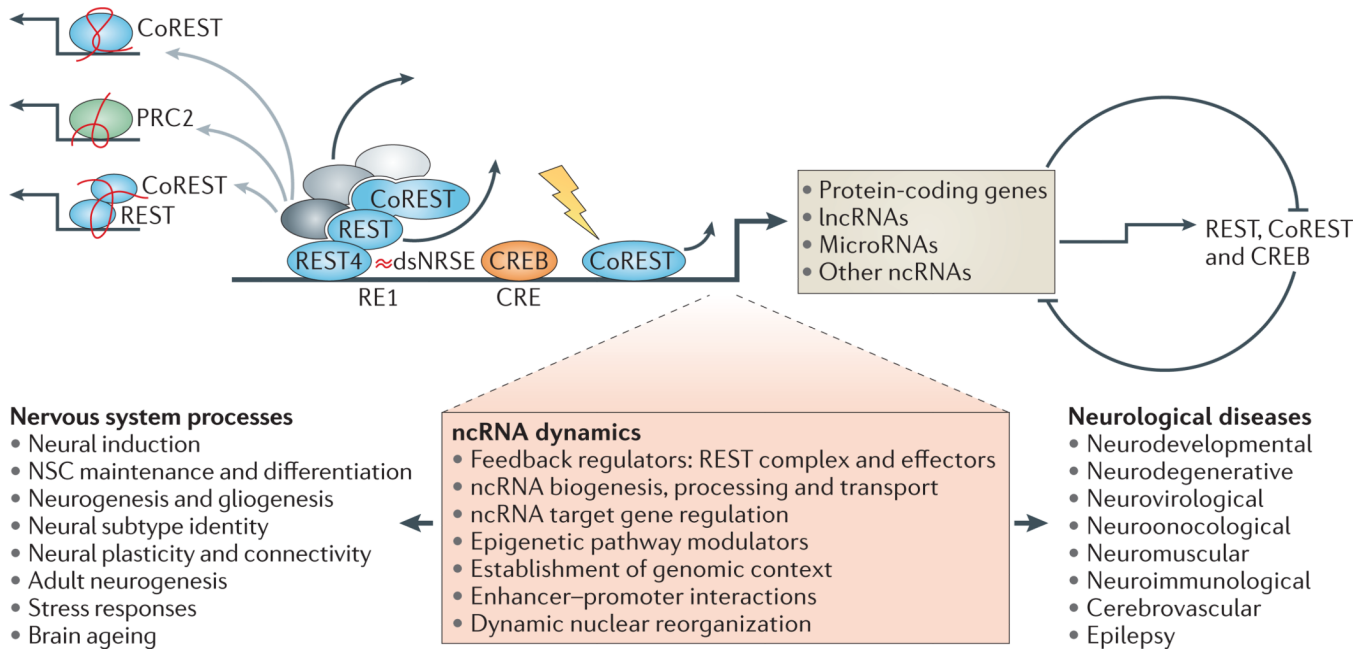 CoREST
PRC2
CoREST
REST
CoREST
REST
REST4
≈dsNRSE
CREB
CoREST
RE1
CRE
• Protein-coding genes
• lncRNAs
• MicroRNAs
• Other ncRNAs
REST, CoREST
and CREB
Nervous system processes
• Neural induction
• NSC maintenance and differentiation
• Neurogenesis and gliogenesis
• Neural subtype identity
• Neural plasticity and connectivity
• Adult neurogenesis
• Stress responses
• Brain ageing
ncRNA dynamics
• Feedback regulators: REST complex and effectors
• ncRNA biogenesis, processing and transport
• ncRNA target gene regulation
• Epigenetic pathway modulators
• Establishment of genomic context
• Enhancer–promoter interactions
• Dynamic nuclear reorganization
Neurological diseases
• Neurodevelopmental
• Neurodegenerative
• Neurovirological
• Neuroonocological
• Neuromuscular
• Neuroimmunological
• Cerebrovascular
• Epilepsy